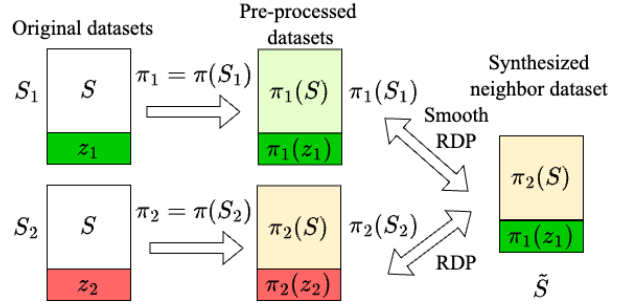 Original datasets
Pre-processed
datasets
Synthesized
neighbor dataset
S₁
S
z₁
π₁ = π(S₁)
π₁(S)
π₁(z₁)
π₁(S₁)
Smooth
RDP
S₂
S
z₂
π₂ = π(S₂)
π₂(S)
π₂(z₂)
π₂(S₂)
RDP
π₂(S)
π₁(z₁)
S̃